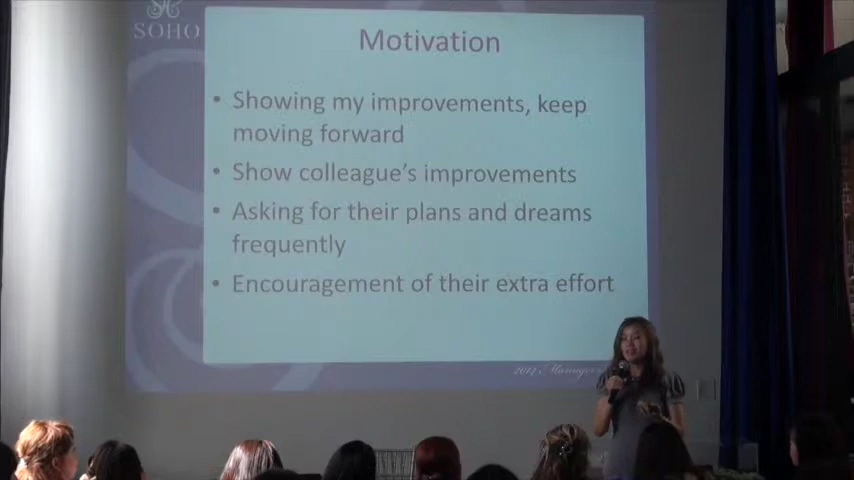 SOHO
Motivation
• Showing my improvements, keep
moving forward
• Show colleague's improvements
• Asking for their plans and dreams
frequently
• Encouragement of their extra effort